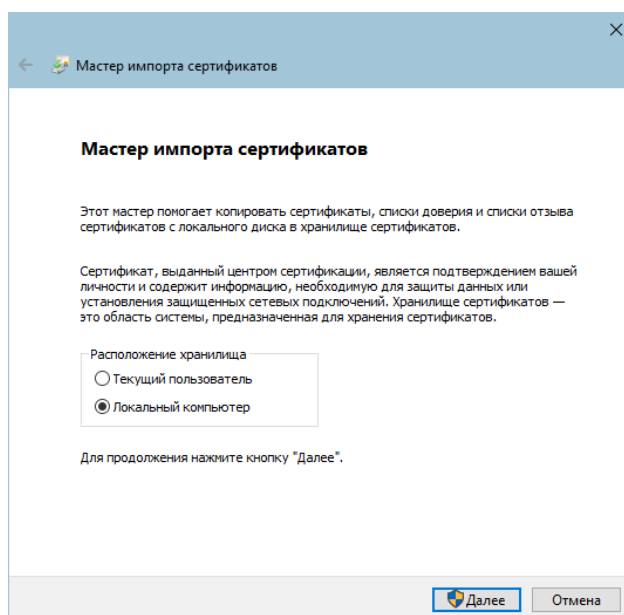 Мастер импорта сертификатов
Мастер импорта сертификатов
Этот мастер помогает копировать сертификаты, списки доверия и списки отзыва
сертификатов с локального диска в хранилище сертификатов.
Сертификат, выданный центром сертификации, является подтверждением вашей
личности и содержит информацию, необходимую для защиты данных или
установления защищенных сетевых подключений. Хранилище сертификатов —
это область системы, предназначенная для хранения сертификатов.
Расположение хранилища
Текущий пользователь
Локальный компьютер
Для продолжения нажмите кнопку "Далее".
Далее
Отмена